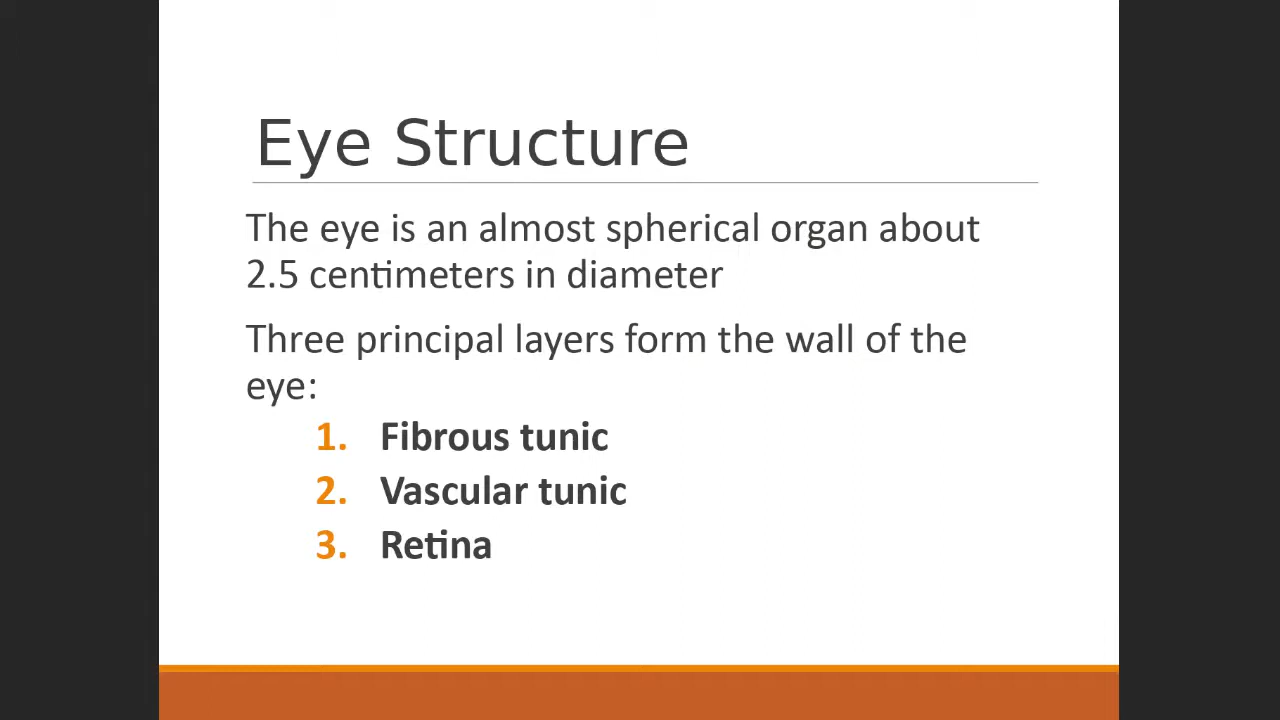 Eye Structure
The eye is an almost spherical organ about
2.5 centimeters in diameter
Three principal layers form the wall of the
eye:
1. Fibrous tunic
2. Vascular tunic
3. Retina